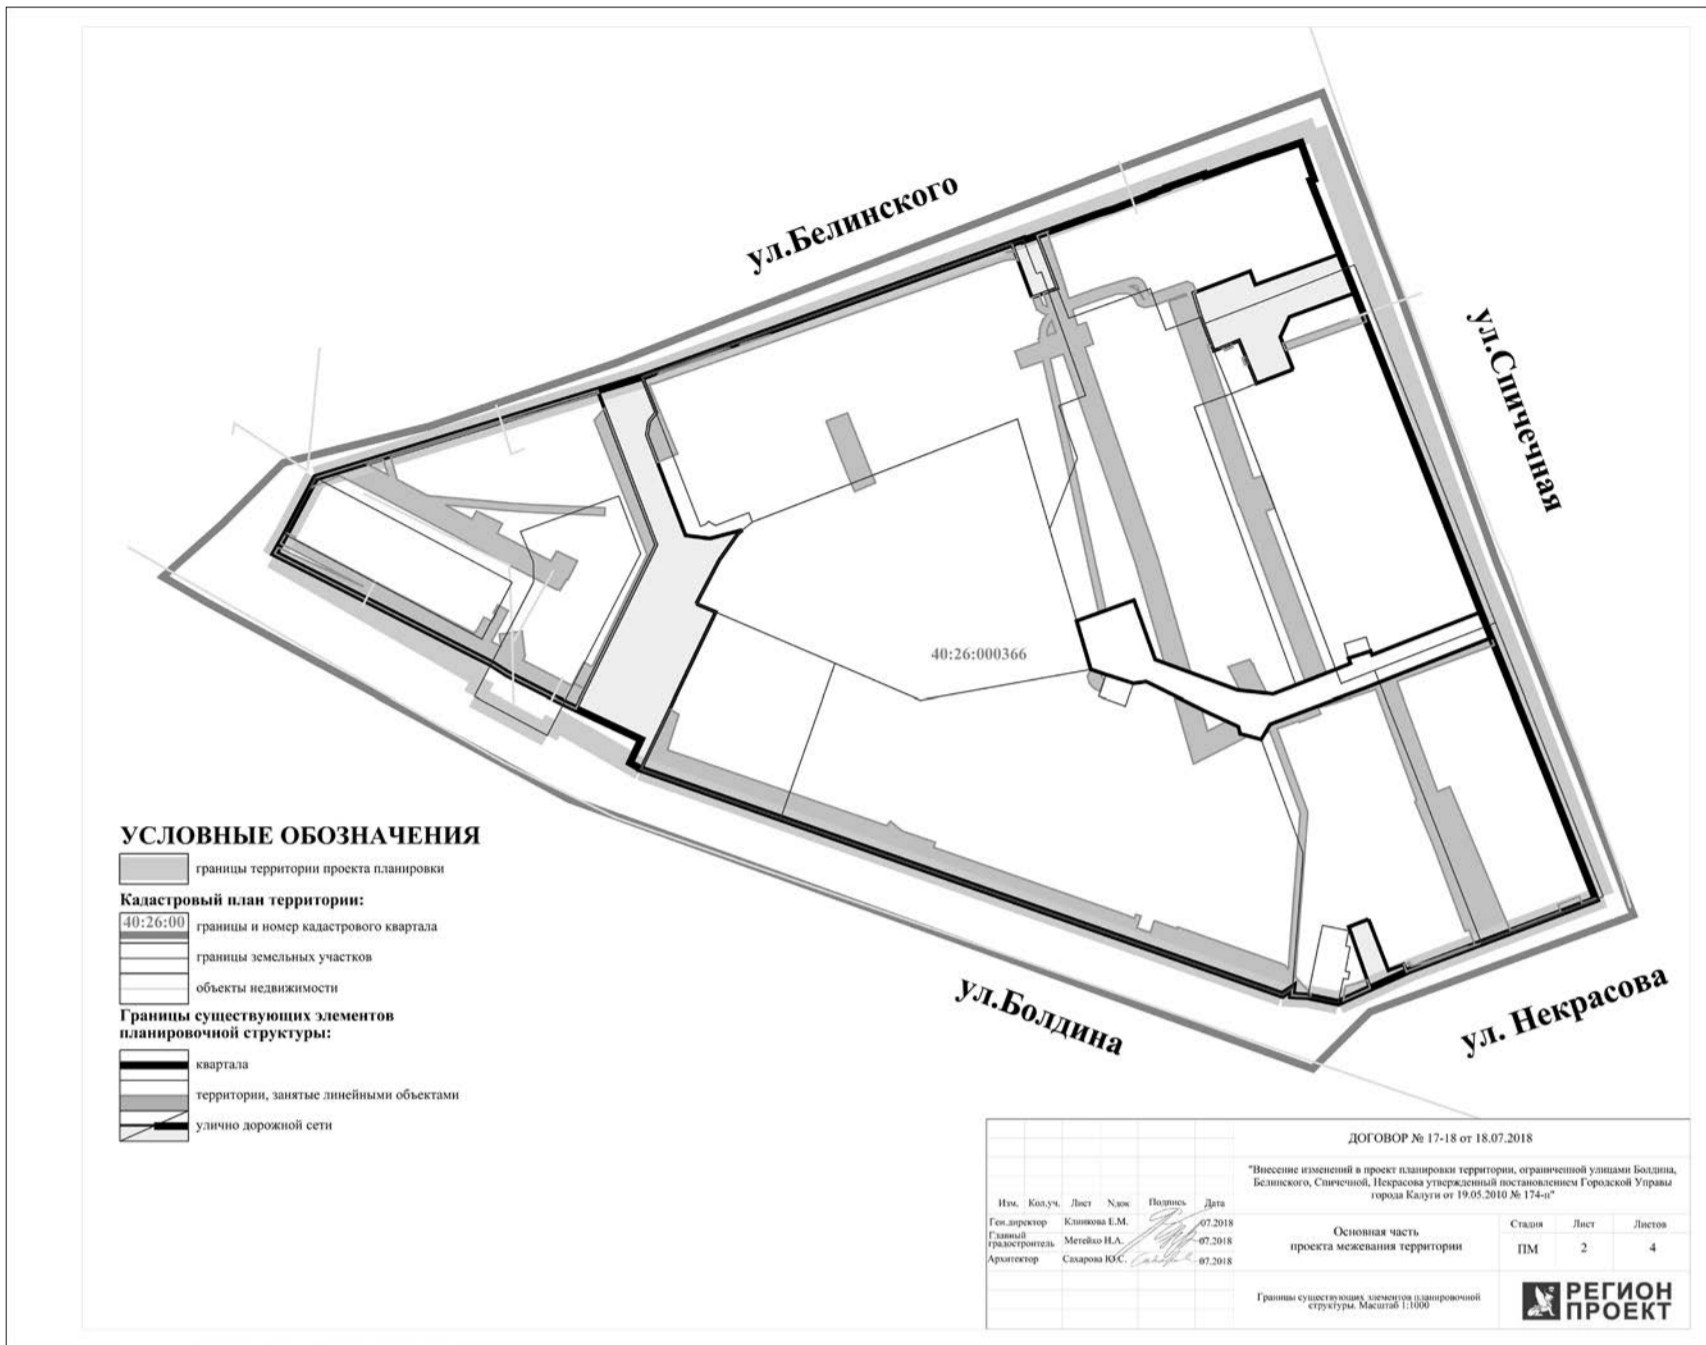 ул.Белинского
ул.Спичечная
40:26:000366
ул.Болдина
ул. Некрасова
УСЛОВНЫЕ ОБОЗНАЧЕНИЯ
границы территории проекта планировки
Кадастровый план территории:
40:26:00
границы и номер кадастрового квартала
границы земельных участков
объекты недвижимости
Границы существующих элементов
планировочной структуры:
квартала
территории, занятые линейными объектами
улично дорожной сети
ДОГОВОР № 17-18 от 18.07.2018
"Внесение изменений в проект планировки территории, ограниченной улицами Болдина,
Белинского, Спичечной, Некрасова утвержденный постановлением Городской Управы
города Калуги от 19.05.2010 № 174-п"
Изм. Кол.уч. Лист №док Подпись Дата
Ген.директор Климова Е.М. 07.2018
Главный
градостроитель Метейко Н.А. 07.2018
Архитектор Сахарова Ю.С. 07.2018
Основная часть
проекта межевания территории
Стадия Лист Листов
ПМ 2 4
Границы существующих элементов планировочной
структуры. Масштаб 1:1000
РЕГИОН
ПРОЕКТ